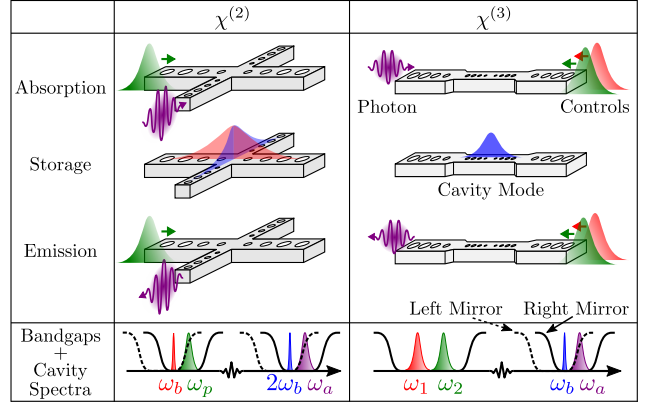 χ(2) χ(3)
Absorption
Photon Controls
Storage
Cavity Mode
Emission
Left Mirror Right Mirror
Bandgaps
+
Cavity
Spectra
ωb ωp 2ωb ωa ω1 ω2 ωb ωa